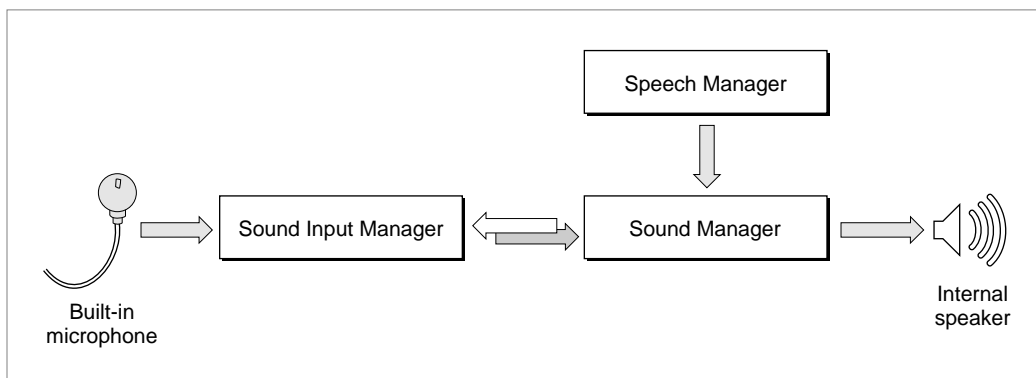 Speech Manager
Sound Input Manager
Sound Manager
Built-in
microphone
Internal
speaker